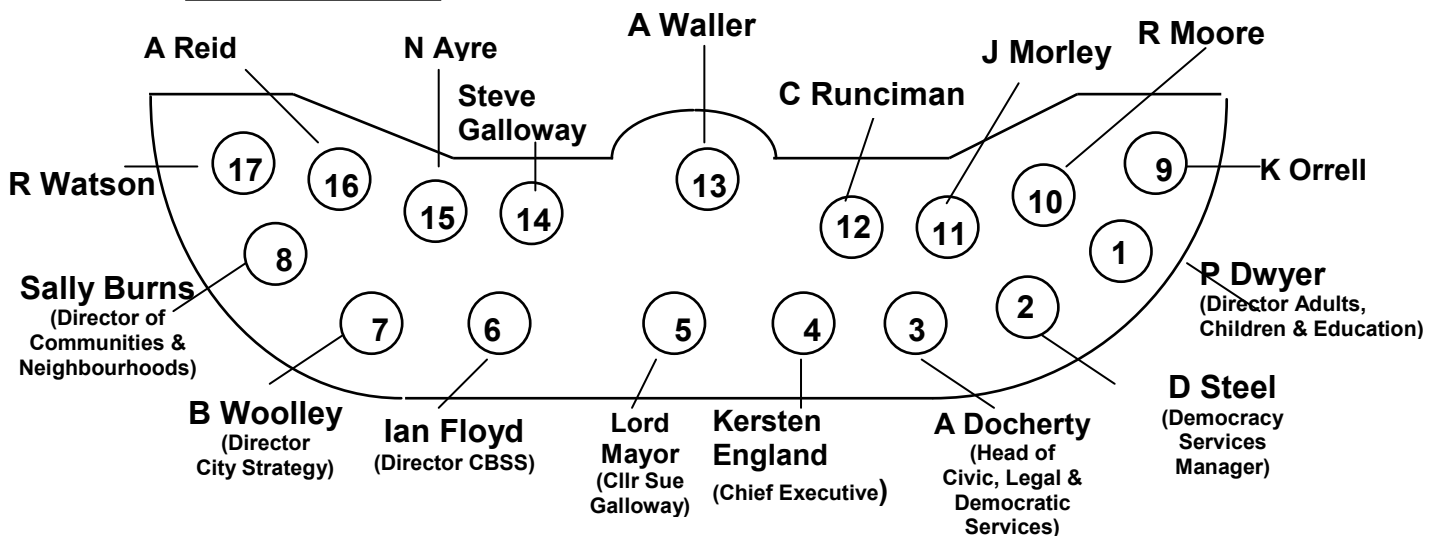 A Reid
N Ayre
A Waller
J Morley
R Moore
Steve
Galloway
C Runciman
R Watson
17
16
15
14
13
12
11
10
9
K Orrell
8
7
6
5
4
3
2
1
Sally Burns
(Director of
Communities &
Neighbourhoods)
B Woolley
(Director
City Strategy)
Ian Floyd
(Director CBSS)
Lord
Mayor
(Cllr Sue
Galloway)
Kersten
England
(Chief Executive)
A Docherty
(Head of
Civic, Legal &
Democratic
Services)
D Steel
(Democracy
Services
Manager)
P Dwyer
(Director Adults,
Children & Education)